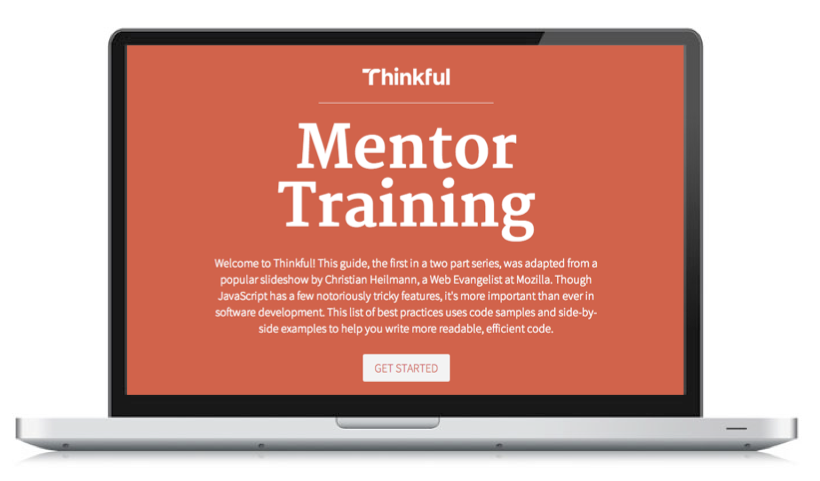 Thinkful
Mentor
Training
Welcome to Thinkful! This guide, the first in a two part series, was adapted from a
popular slideshow by Christian Heilmann, a Web Evangelist at Mozilla. Though
JavaScript has a few notoriously tricky features, it's more important than ever in
software development. This list of best practices uses code samples and side-by-
side examples to help you write more readable, efficient code.
GET STARTED